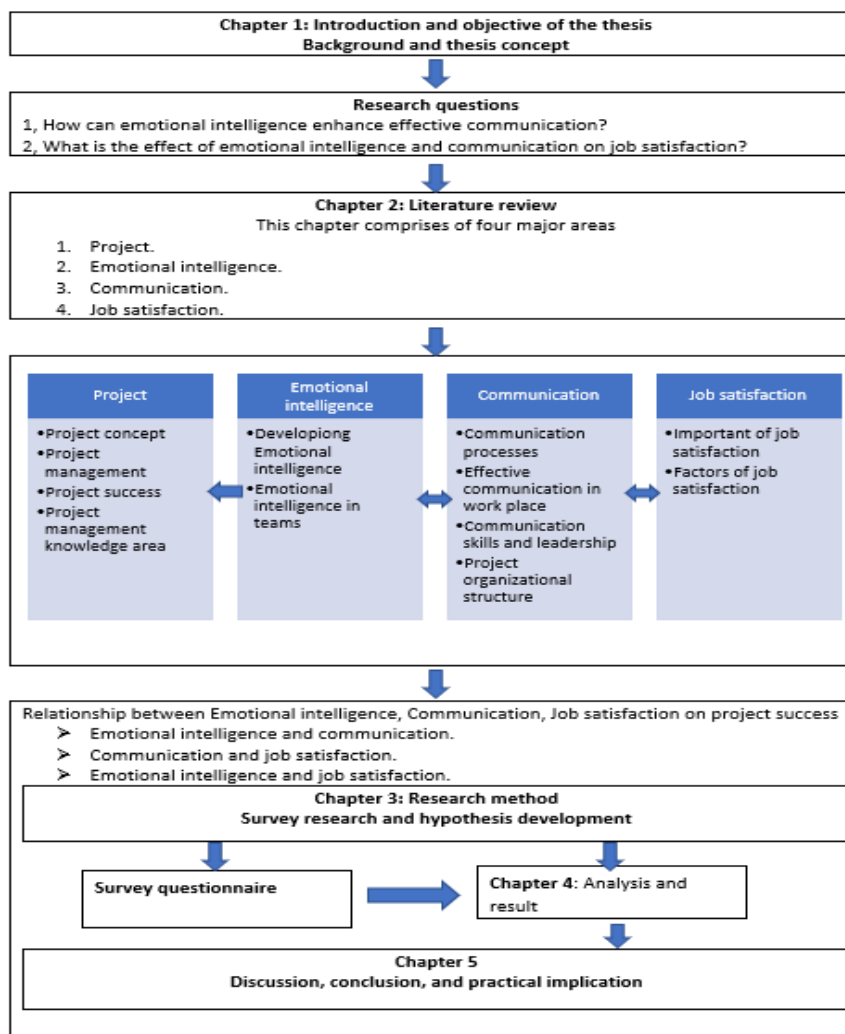 Chapter 1: Introduction and objective of the thesis
Background and thesis concept
Research questions
1, How can emotional intelligence enhance effective communication?
2, What is the effect of emotional intelligence and communication on job satisfaction?
Chapter 2: Literature review
This chapter comprises of four major areas
1. Project.
2. Emotional intelligence.
3. Communication.
4. Job satisfaction.
Project
•Project concept
•Project
management
•Project success
•Project
management
knowledge area
Emotional
intelligence
•Developiong
Emotional
intelligence
•Emotional
intelligence in
teams
Communication
•Communication
processes
•Effective
communication in
work place
•Communication
skills and leadership
•Project
organizational
structure
Job satisfaction
•Important of job
satisfaction
•Factors of job
satisfaction
Relationship between Emotional intelligence, Communication, Job satisfaction on project success
➢ Emotional intelligence and communication.
➢ Communication and job satisfaction.
➢ Emotional intelligence and job satisfaction.
Chapter 3: Research method
Survey research and hypothesis development
Survey questionnaire
Chapter 4: Analysis and
result
Chapter 5
Discussion, conclusion, and practical implication